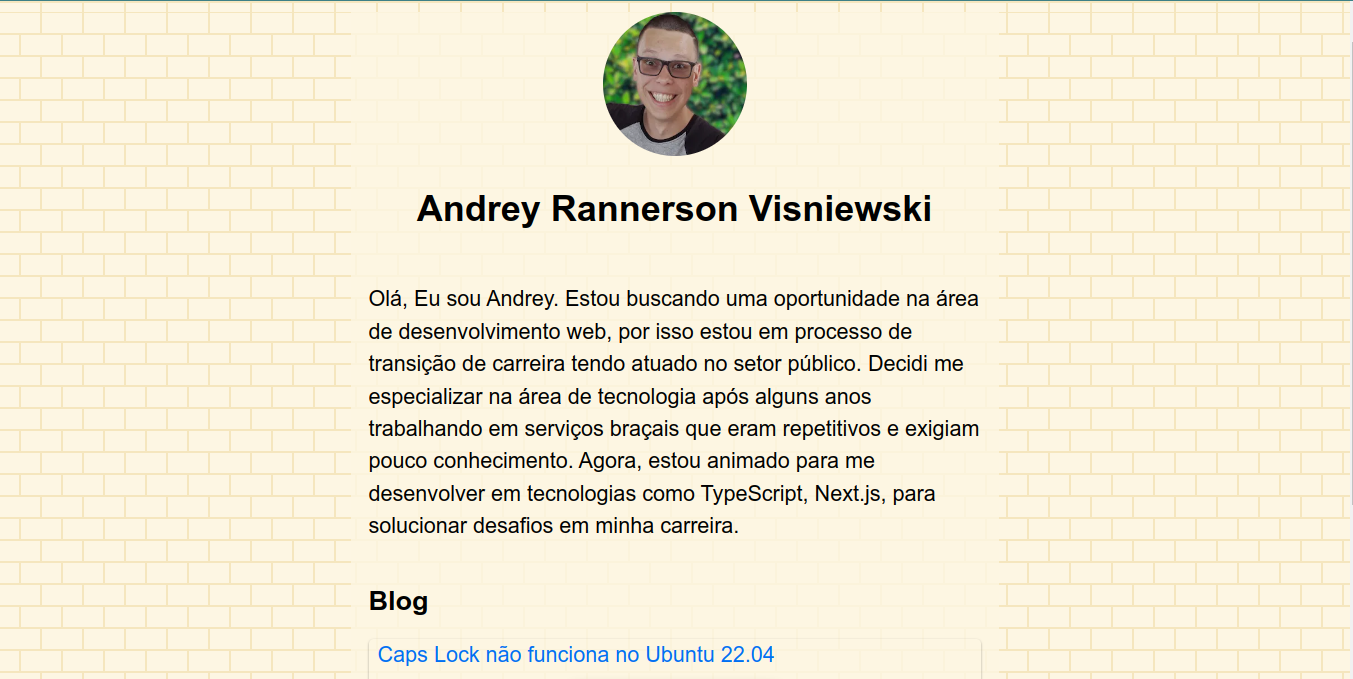 Andrey Rannerson Visniewski
Olá, Eu sou Andrey. Estou buscando uma oportunidade na área
de desenvolvimento web, por isso estou em processo de
transição de carreira tendo atuado no setor público. Decidi me
especializar na área de tecnologia após alguns anos
trabalhando em serviços braçais que eram repetitivos e exigiam
pouco conhecimento. Agora, estou animado para me
desenvolver em tecnologias como TypeScript, Next.js, para
solucionar desafios em minha carreira.
Blog
Caps Lock não funciona no Ubuntu 22.04